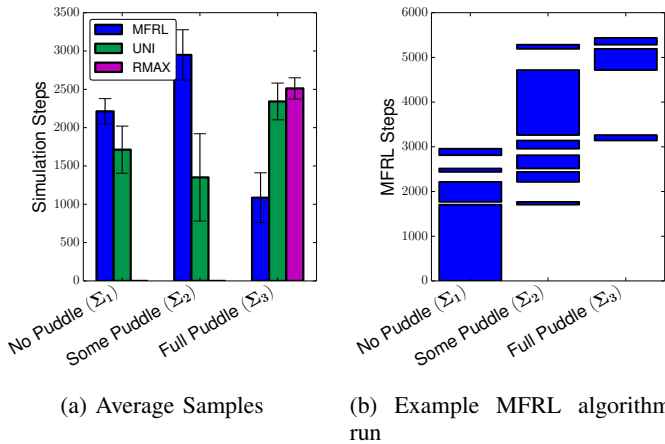 3500
3000
2500
2000
1500
1000
500
0
Simulation Steps
MFRL
UNI
RMAX
No Puddle (Σ1)
Some Puddle (Σ2)
Full Puddle (Σ3)
(a) Average Samples
6000
5000
4000
3000
2000
1000
0
MFRL Steps
No Puddle (Σ1)
Some Puddle (Σ2)
Full Puddle (Σ3)
(b) Example MFRL algorithm
run